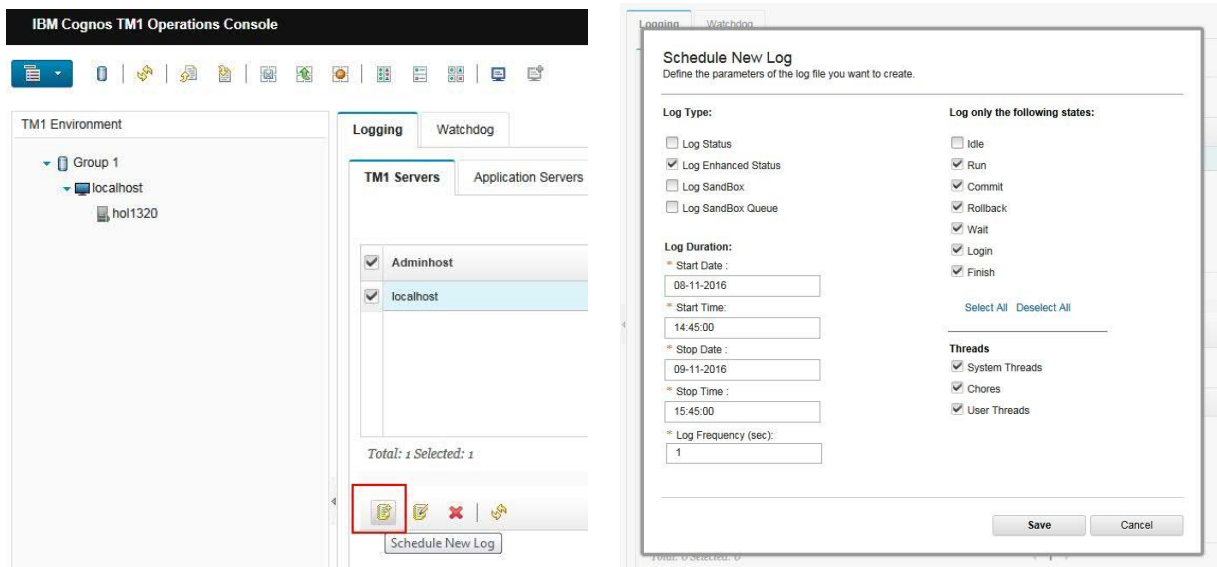 IBM Cognos TM1 Operations Console
TM1 Environment
Group 1
localhost
hol1320
Logging
Watchdog
TM1 Servers
Application Servers
Adminhost
localhost
Total: 1 Selected: 1
Schedule New Log
Logging
Watchdog
Schedule New Log
Define the parameters of the log file you want to create.
Log Type:
Log Status
Log Enhanced Status
Log SandBox
Log SandBox Queue
Log Duration:
* Start Date :
08-11-2016
* Start Time:
14:45:00
* Stop Date :
09-11-2016
* Stop Time :
15:45:00
* Log Frequency (sec):
1
Log only the following states:
Idle
Run
Commit
Rollback
Wait
Login
Finish
Select All Deselect All
Threads
System Threads
Chores
User Threads
Save
Cancel
Total: 0 Selected: 0